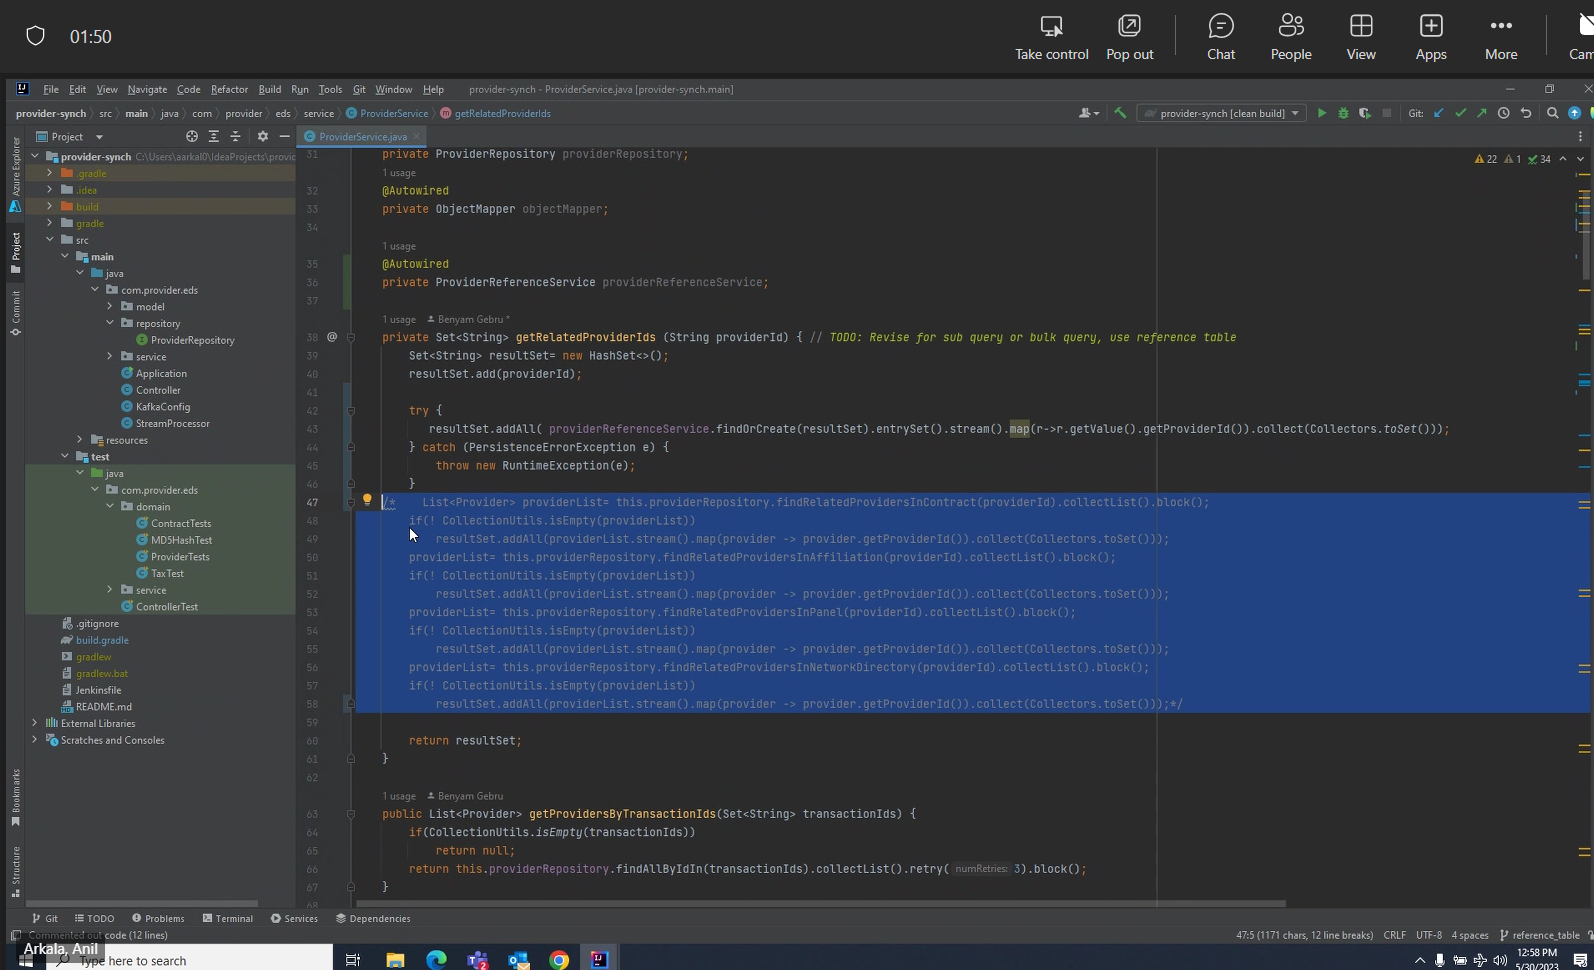 01:50
Take control
Pop out
Chat
People
View
Apps
More
Cam
File Edit View Navigate Code Refactor Build Run Tools Git Window Help provider-synch - ProviderService.java [provider-synch.main]
provider-synch src main java com provider eds service ProviderService getRelatedProviderIds
provider-synch [clean build] Git:
Project
ProviderService.java
Azure Explorer
Project
Commit
Bookmarks
Structure
provider-synch C:\Users\aarkal0\IdeaProjects\provic
.gradle
.idea
build
gradle
src
main
java
com.provider.eds
model
repository
ProviderRepository
service
Application
Controller
KafkaConfig
StreamProcessor
resources
test
java
com.provider.eds
domain
ContractTests
MD5HashTest
ProviderTests
TaxTest
service
ControllerTest
.gitignore
build.gradle
gradlew
gradlew.bat
Jenkinsfile
README.md
External Libraries
Scratches and Consoles
22 1 34
31 private ProviderRepository providerRepository;
1 usage
32 @Autowired
33 private ObjectMapper objectMapper;
34
1 usage
35 @Autowired
36 private ProviderReferenceService providerReferenceService;
37
1 usage Benyam Gebru *
38 @ private Set<String> getRelatedProviderIds (String providerId) { // TODO: Revise for sub query or bulk query, use reference table
39 Set<String> resultSet= new HashSet<>();
40 resultSet.add(providerId);
41
42 try {
43 resultSet.addAll( providerReferenceService.findOrCreate(resultSet).entrySet().stream().map(r->r.getValue().getProviderId()).collect(Collectors.toSet()));
44 } catch (PersistenceErrorException e) {
45 throw new RuntimeException(e);
46 }
47 /* List<Provider> providerList= this.providerRepository.findRelatedProvidersInContract(providerId).collectList().block();
48 if(! CollectionUtils.isEmpty(providerList))
49 resultSet.addAll(providerList.stream().map(provider -> provider.getProviderId()).collect(Collectors.toSet()));
50 providerList= this.providerRepository.findRelatedProvidersInAffiliation(providerId).collectList().block();
51 if(! CollectionUtils.isEmpty(providerList))
52 resultSet.addAll(providerList.stream().map(provider -> provider.getProviderId()).collect(Collectors.toSet()));
53 providerList= this.providerRepository.findRelatedProvidersInPanel(providerId).collectList().block();
54 if(! CollectionUtils.isEmpty(providerList))
55 resultSet.addAll(providerList.stream().map(provider -> provider.getProviderId()).collect(Collectors.toSet()));
56 providerList= this.providerRepository.findRelatedProvidersInNetworkDirectory(providerId).collectList().block();
57 if(! CollectionUtils.isEmpty(providerList))
58 resultSet.addAll(providerList.stream().map(provider -> provider.getProviderId()).collect(Collectors.toSet()));*/
59
60 return resultSet;
61 }
62
1 usage Benyam Gebru
63 public List<Provider> getProvidersByTransactionIds(Set<String> transactionIds) {
64 if(CollectionUtils.isEmpty(transactionIds))
65 return null;
66 return this.providerRepository.findAllByIdIn(transactionIds).collectList().retry( numRetries: 3).block();
67 }
68
Git TODO Problems Terminal Services Dependencies
Commented out code (12 lines) 47:5 (1171 chars, 12 line breaks) CRLF UTF-8 4 spaces reference_table
Arkala, Anil
Type here to search
2
12:58 PM
5/30/2023